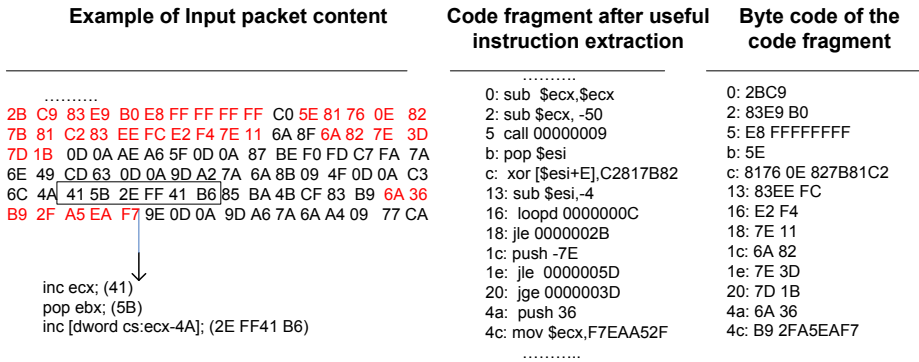 Example of Input packet content
……….
2B C9 83 E9 B0 E8 FF FF FF FF C0 5E 81 76 0E 82
7B 81 C2 83 EE FC E2 F4 7E 11 6A 8F 6A 82 7E 3D
7D 1B 0D 0A AE A6 5F 0D 0A 87 BE F0 FD C7 FA 7A
6E 49 CD 63 0D 0A 9D A2 7A 6A 8B 09 4F 0D 0A C3
6C 4A 41 5B 2E FF 41 B6 85 BA 4B CF 83 B9 6A 36
B9 2F A5 EA F7 9E 0D 0A 9D A6 7A 6A A4 09 77 CA
inc ecx; (41)
pop ebx; (5B)
inc [dword cs:ecx-4A]; (2E FF41 B6)
Code fragment after useful
instruction extraction
……….
0: sub $ecx,$ecx
2: sub $ecx, -50
5 call 00000009
b: pop $esi
c: xor [$esi+E],C2817B82
13: sub $esi,-4
16: loopd 0000000C
18: jle 0000002B
1c: push -7E
1e: jle 0000005D
20: jge 0000003D
4a: push 36
4c: mov $ecx,F7EAA52F
………..
Byte code of the
code fragment
0: 2BC9
2: 83E9 B0
5: E8 FFFFFFFF
b: 5E
c: 8176 0E 827B81C2
13: 83EE FC
16: E2 F4
18: 7E 11
1c: 6A 82
1e: 7E 3D
20: 7D 1B
4a: 6A 36
4c: B9 2FA5EAF7